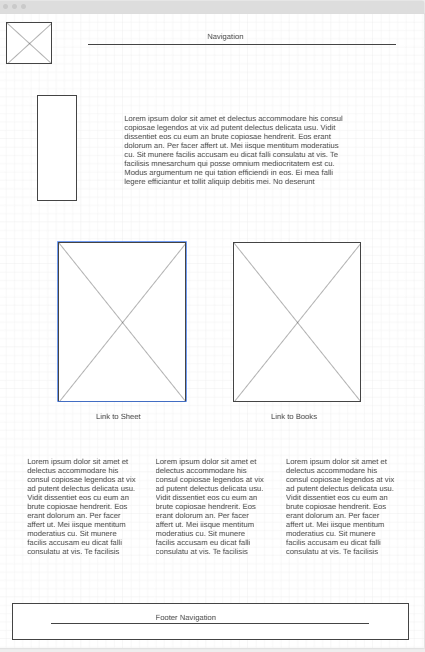 Navigation
Lorem ipsum dolor sit amet et delectus accommodare his consul
copiosae legendos at vix ad putent delectus delicata usu. Vidit
dissentiet eos cu eum an brute copiosae hendrerit. Eos erant
dolorum an. Per facer affert ut. Mei iisque mentitum moderatius
cu. Sit munere facilis accusam eu dicat falli consulatu at vis. Te
facilisis mnesarchum qui posse omnium mediocritatem est cu.
Modus argumentum ne qui tation efficiendi in eos. Ei mea falli
legere efficiantur et tollit aliquip debitis mei. No deserunt
Link to Sheet
Link to Books
Lorem ipsum dolor sit amet et
delectus accommodare his
consul copiosae legendos at vix
ad putent delectus delicata usu.
Vidit dissentiet eos cu eum an
brute copiosae hendrerit. Eos
erant dolorum an. Per facer
affert ut. Mei iisque mentitum
moderatius cu. Sit munere
facilis accusam eu dicat falli
consulatu at vis. Te facilisis
Lorem ipsum dolor sit amet et
delectus accommodare his
consul copiosae legendos at vix
ad putent delectus delicata usu.
Vidit dissentiet eos cu eum an
brute copiosae hendrerit. Eos
erant dolorum an. Per facer
affert ut. Mei iisque mentitum
moderatius cu. Sit munere
facilis accusam eu dicat falli
consulatu at vis. Te facilisis
Lorem ipsum dolor sit amet et
delectus accommodare his
consul copiosae legendos at vix
ad putent delectus delicata usu.
Vidit dissentiet eos cu eum an
brute copiosae hendrerit. Eos
erant dolorum an. Per facer
affert ut. Mei iisque mentitum
moderatius cu. Sit munere
facilis accusam eu dicat falli
consulatu at vis. Te facilisis
Footer Navigation